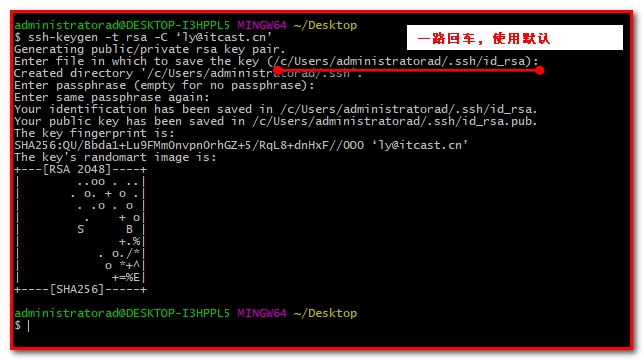 administratorad@DESKTOP-I3HPPL5 MINGW64 ~/Desktop
$ ssh-keygen -t rsa -C ‘ly@itcast.cn’
一路回车，使用默认
Generating public/private rsa key pair.
Enter file in which to save the key (/c/Users/administratorad/.ssh/id_rsa):
Created directory '/c/Users/administratorad/.ssh'.
Enter passphrase (empty for no passphrase):
Enter same passphrase again:
Your identification has been saved in /c/Users/administratorad/.ssh/id_rsa.
Your public key has been saved in /c/Users/administratorad/.ssh/id_rsa.pub.
The key fingerprint is:
SHA256:QU/Bbda1+Lu9FMmOnvpnOrhGZ+5/RqL8+dnHxF//OOO ‘ly@itcast.cn’
The key's randomart image is:
+---[RSA 2048]----+
|       ..oo . ..|
|      . o. + o .|
|       . .o . o |
|        .    + o|
|       S     B |
|            +.%|
|         . o./*|
|          o *+^|
|           +=%E|
+----[SHA256]-----+
administratorad@DESKTOP-I3HPPL5 MINGW64 ~/Desktop
$